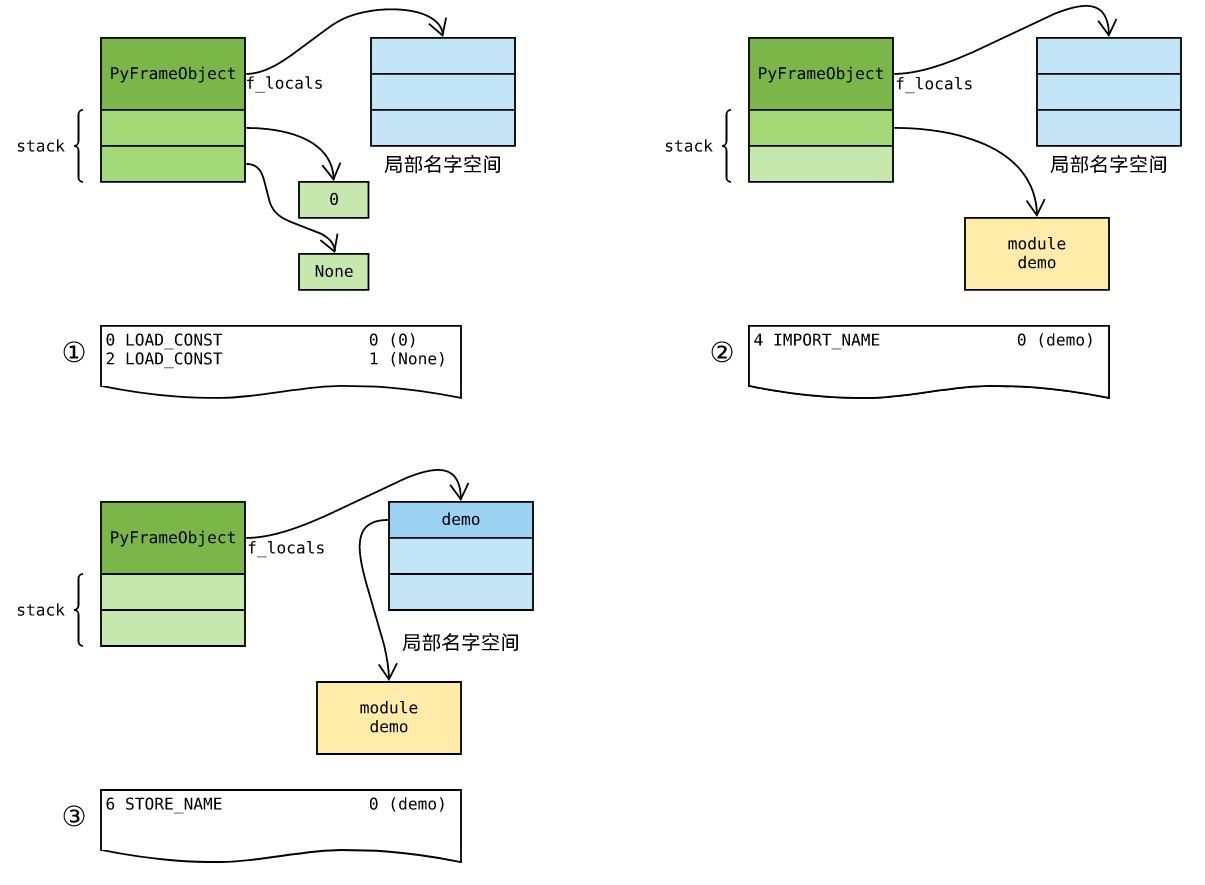 PyFrameObject
f_locals
stack
局部名字空间
0
None
①
0 LOAD_CONST 0 (0)
2 LOAD_CONST 1 (None)
PyFrameObject
f_locals
stack
局部名字空间
module
demo
②
4 IMPORT_NAME 0 (demo)
PyFrameObject
f_locals
demo
stack
局部名字空间
module
demo
③
6 STORE_NAME 0 (demo)